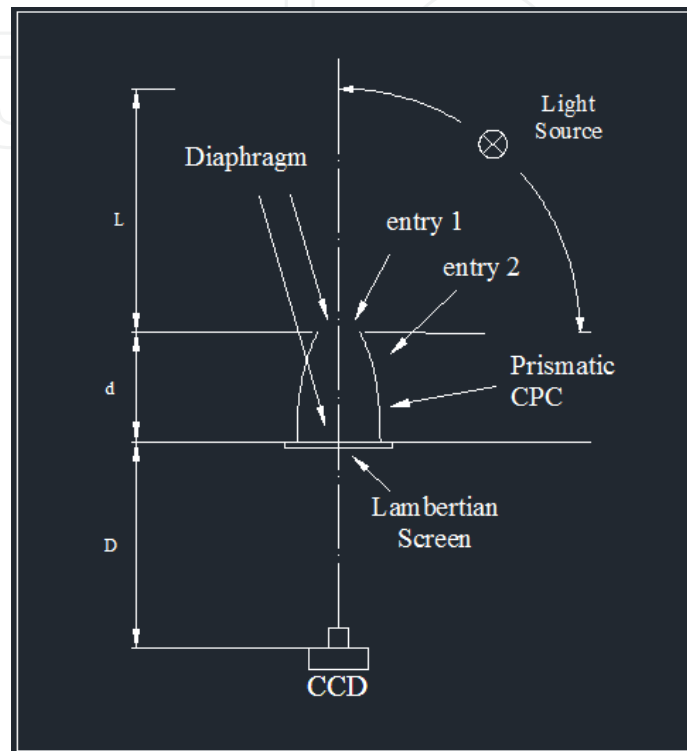 Light
Source
Diaphragm
L
entry 1
entry 2
Prismatic
CPC
d
Lambertian
Screen
D
CCD